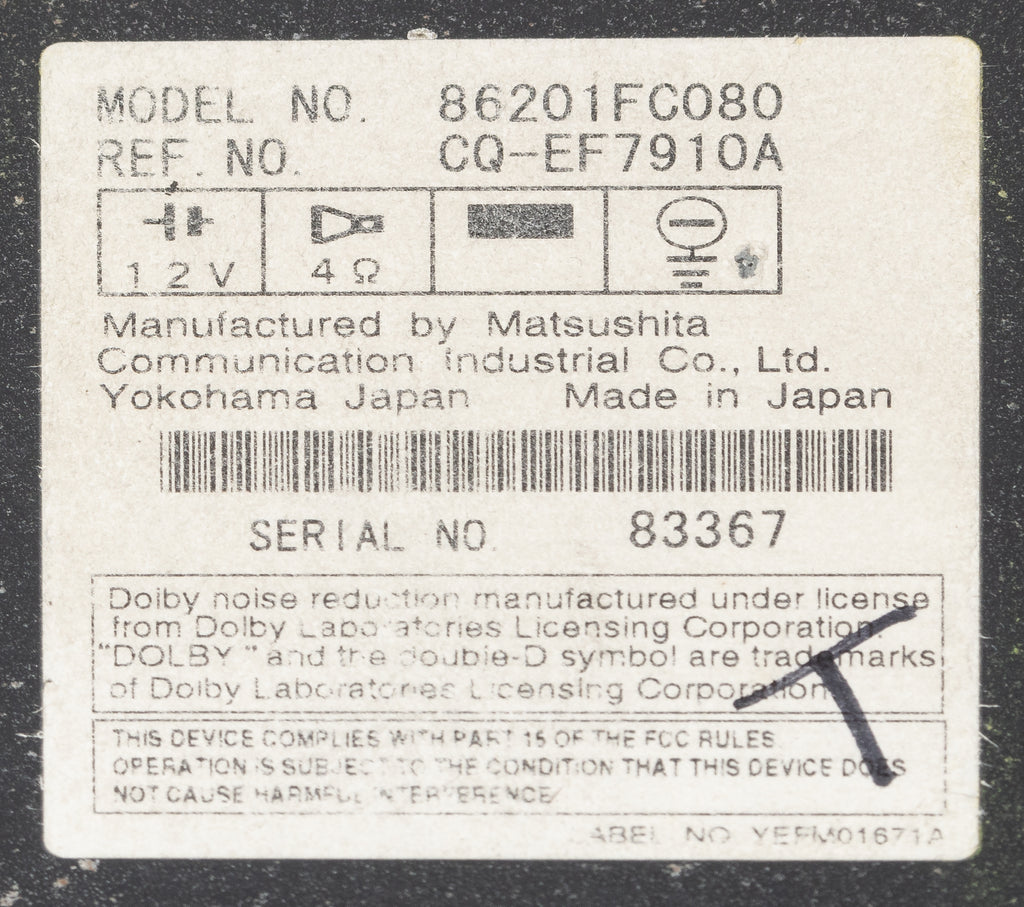 MODEL NO. 86201FC080
REF. NO. CQ-EF7910A
12V 4Ω
Manufactured by Matsushita
Communication Industrial Co., Ltd.
Yokohama Japan Made in Japan
SERIAL NO. 83367
Dolby noise reduction manufactured under license
from Dolby Laboratories Licensing Corporation.
"DOLBY" and the double-D symbol are trademarks
of Dolby Laboratories Licensing Corporation.
THIS DEVICE COMPLIES WITH PART 15 OF THE FCC RULES
OPERATION IS SUBJECT TO THE CONDITION THAT THIS DEVICE DOES
NOT CAUSE HARMFUL INTERFERENCE
T
LABEL NO YEFM01671A